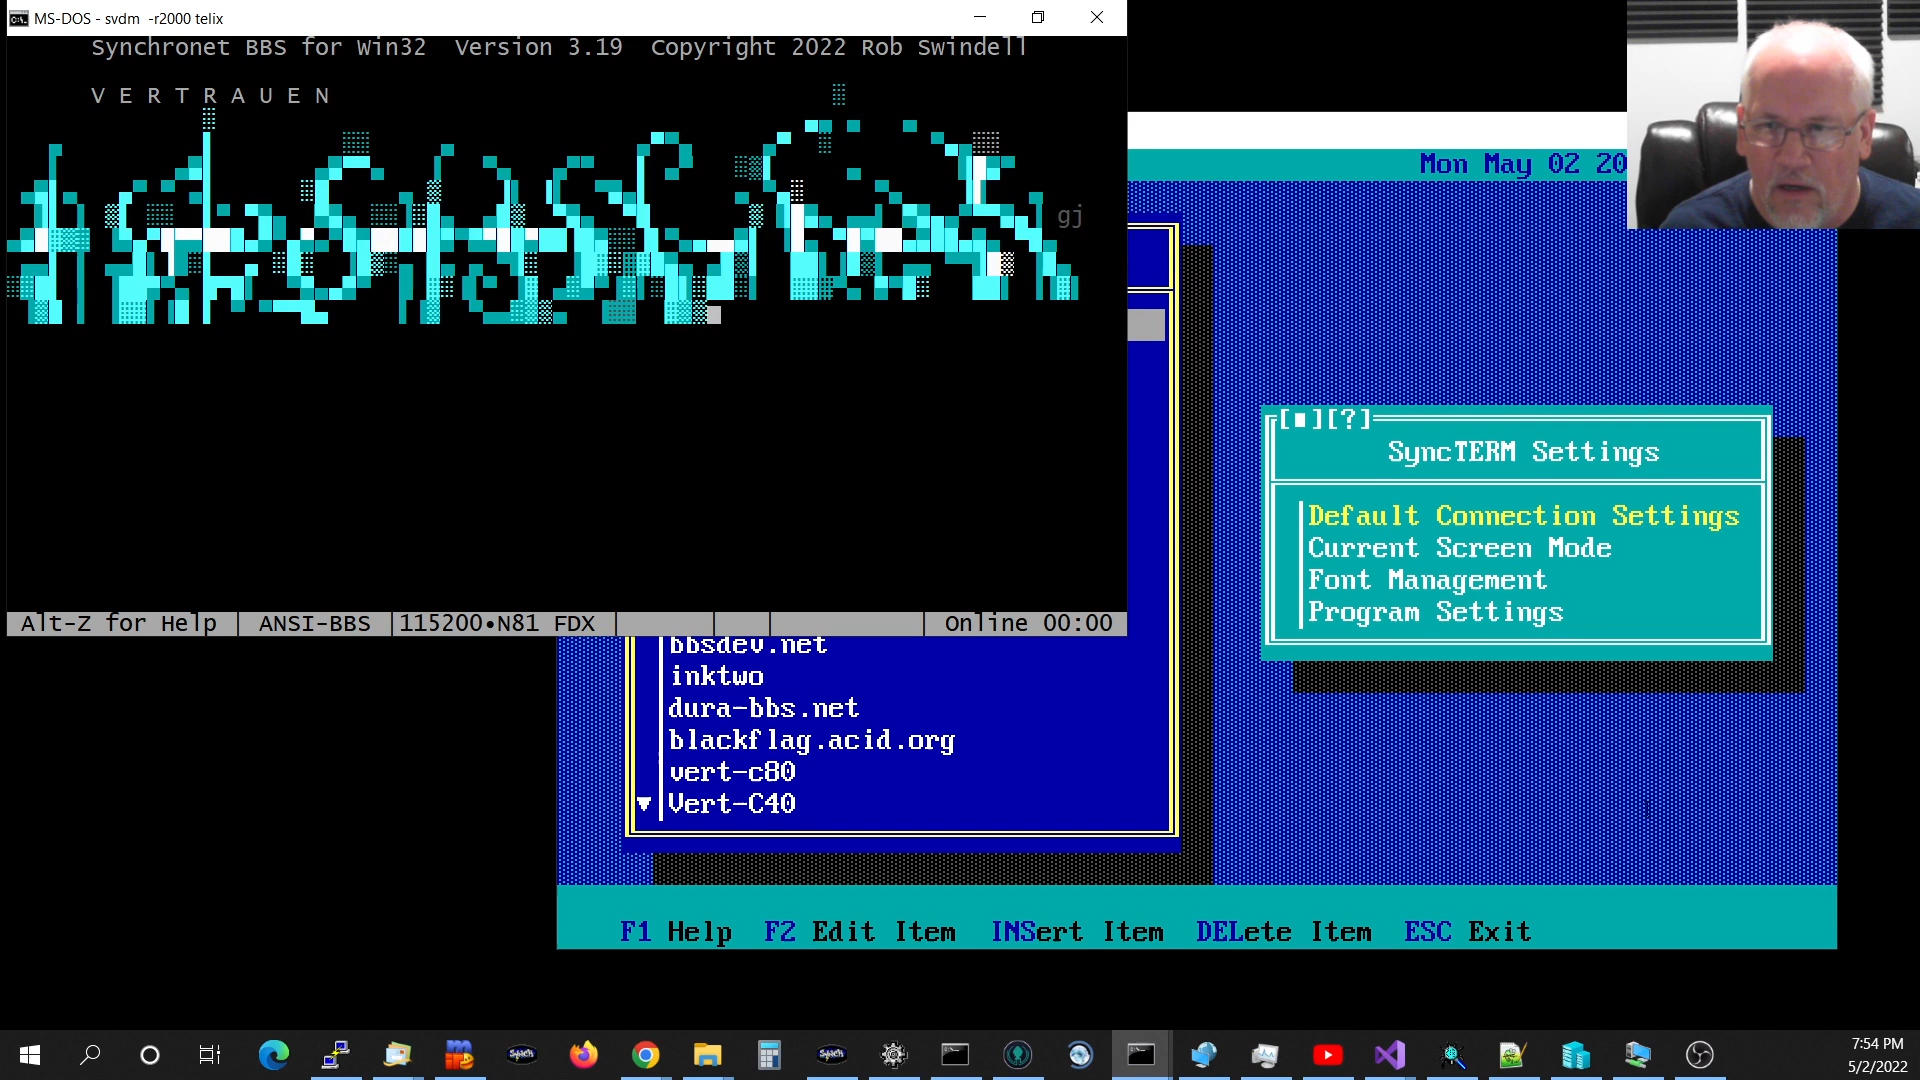 MS-DOS - svdm -r2000 telix
Synchronet BBS for Win32 Version 3.19 Copyright 2022 Rob Swindell
V E R T R A U E N
gj
Alt-Z for Help
ANSI-BBS
115200•N81 FDX
Online 00:00
Mon May 02 20
[■][?]
SyncTERM Settings
Default Connection Settings
Current Screen Mode
Font Management
Program Settings
bbsdev.net
inktwo
dura-bbs.net
blackflag.acid.org
vert-c80
Vert-C40
F1 Help F2 Edit Item INSert Item DELete Item ESC Exit
7:54 PM
5/2/2022